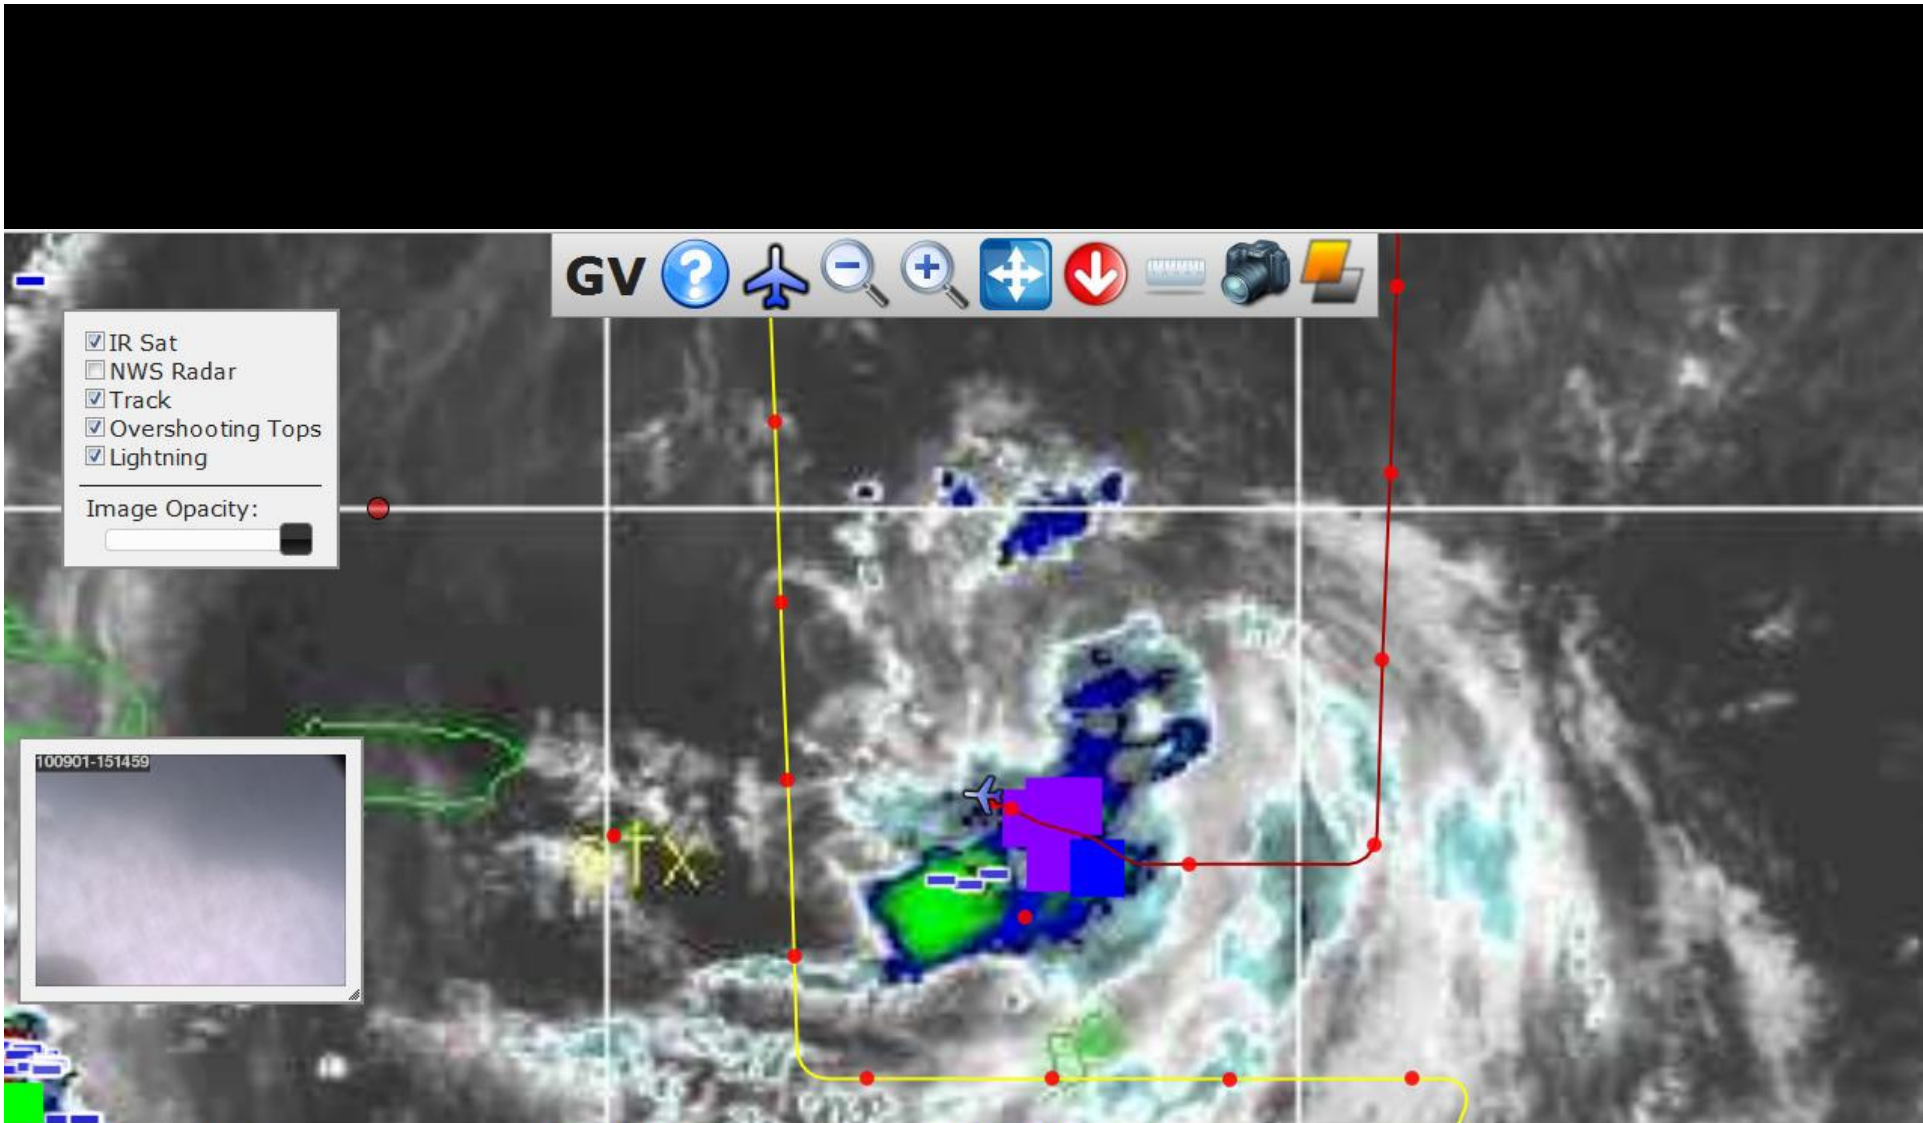 GV
IR Sat
NWS Radar
Track
Overshooting Tops
Lightning
Image Opacity:
100901-151459
TX